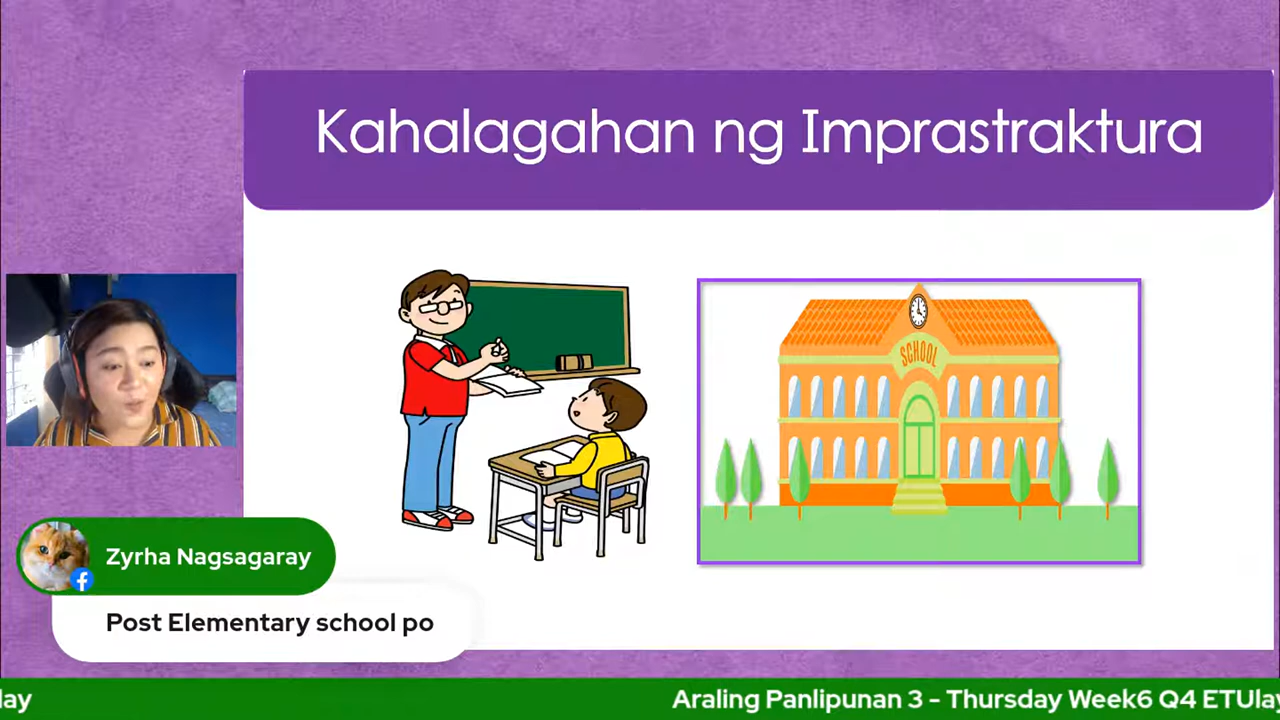 Kahalagahan ng Imprastraktura
SCHOOL
Zyrha Nagsagaray
Post Elementary school po
lay
Araling Panlipunan 3 - Thursday Week6 Q4 ETUlay